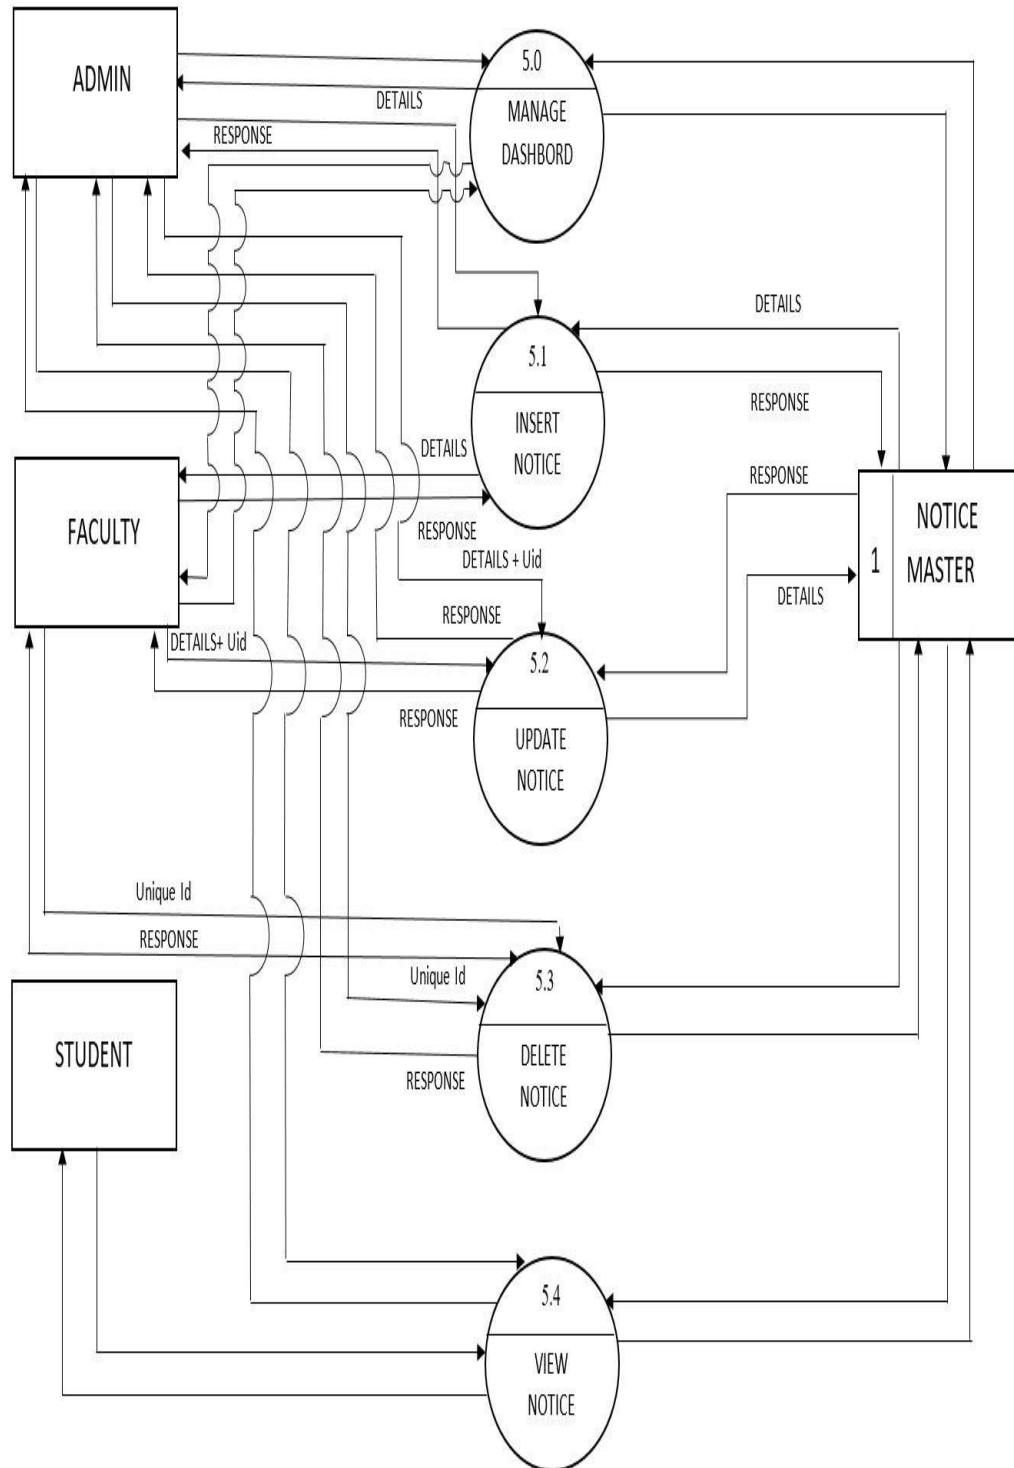 ADMIN
5.0
MANAGE
DASHBORD
DETAILS
RESPONSE
DETAILS
5.1
INSERT
NOTICE
RESPONSE
DETAILS
RESPONSE
FACULTY
RESPONSE
NOTICE
MASTER
1
DETAILS + Uid
DETAILS
RESPONSE
DETAILS+ Uid
5.2
RESPONSE
UPDATE
NOTICE
Unique Id
RESPONSE
Unique Id
5.3
STUDENT
DELETE
NOTICE
RESPONSE
5.4
VIEW
NOTICE